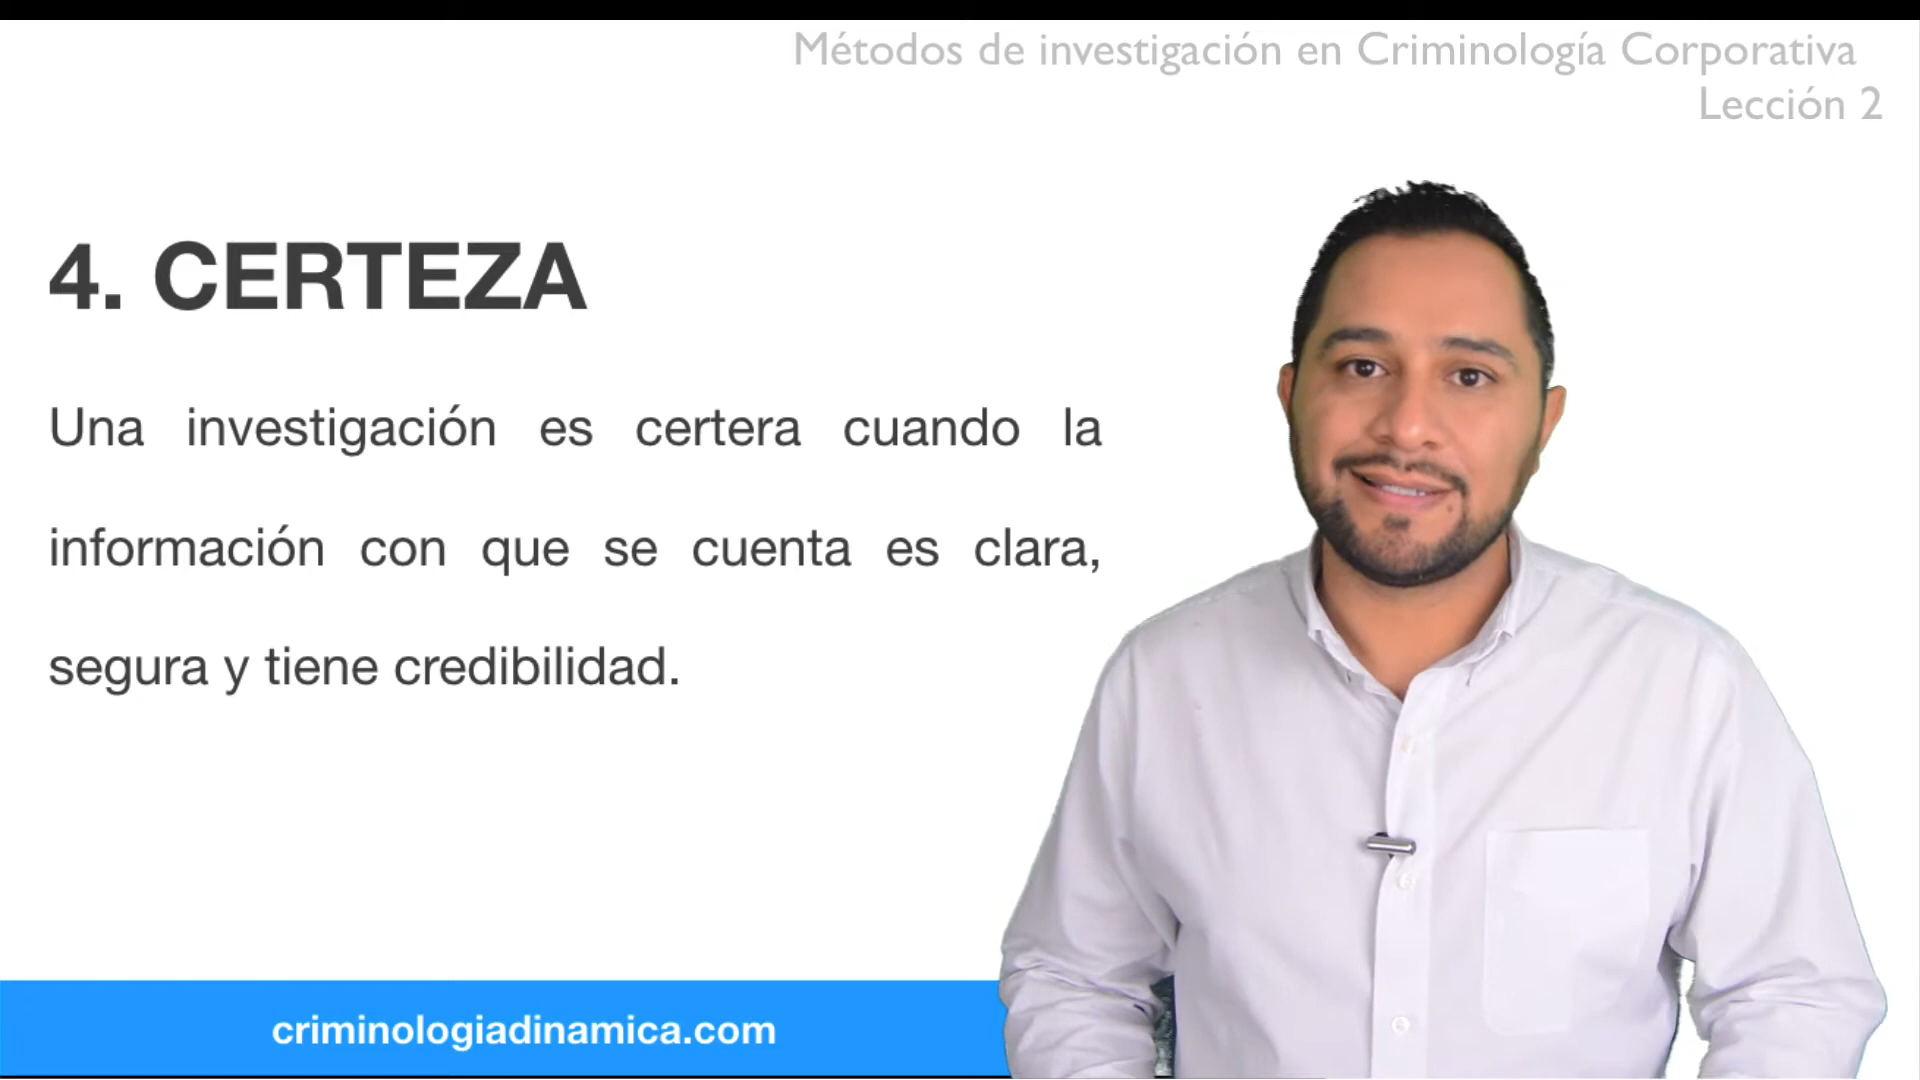 Métodos de investigación en Criminología Corporativa
Lección 2
4. CERTEZA
Una investigación es certera cuando la
información con que se cuenta es clara,
segura y tiene credibilidad.
criminologiadinamica.com